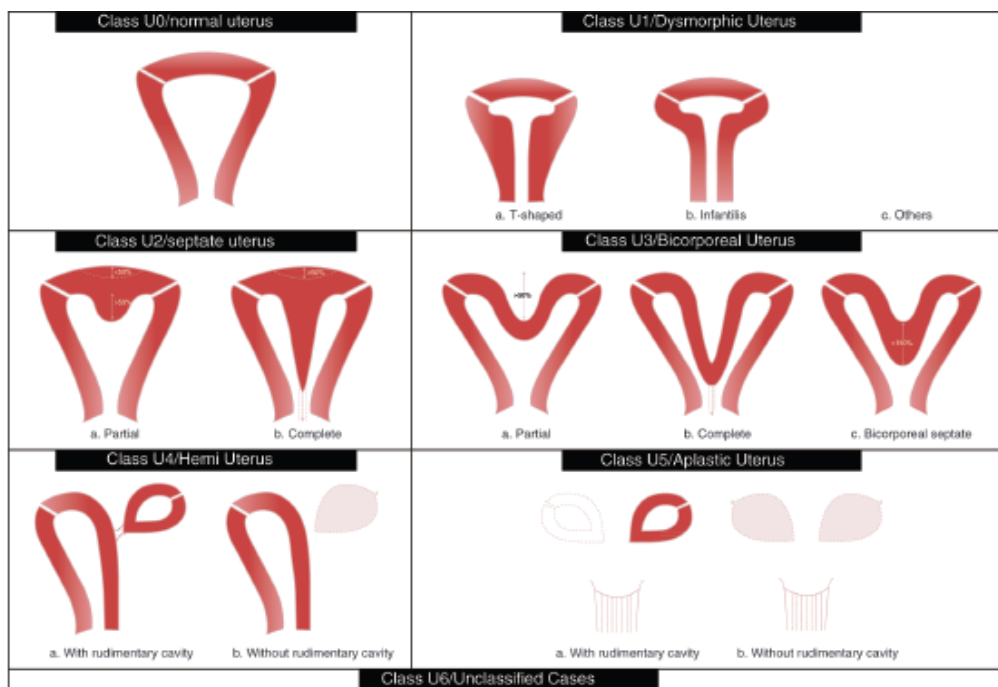 Class U0/normal uterus
Class U1/Dysmorphic Uterus
a. T-shaped
b. Infantilis
c. Others
Class U2/septate uterus
a. Partial
b. Complete
Class U3/Bicorporeal Uterus
a. Partial
b. Complete
c. Bicorporeal septate
Class U4/Hemi Uterus
a. With rudimentary cavity
b. Without rudimentary cavity
Class U5/Aplastic Uterus
a. With rudimentary cavity
b. Without rudimentary cavity
Class U6/Unclassified Cases